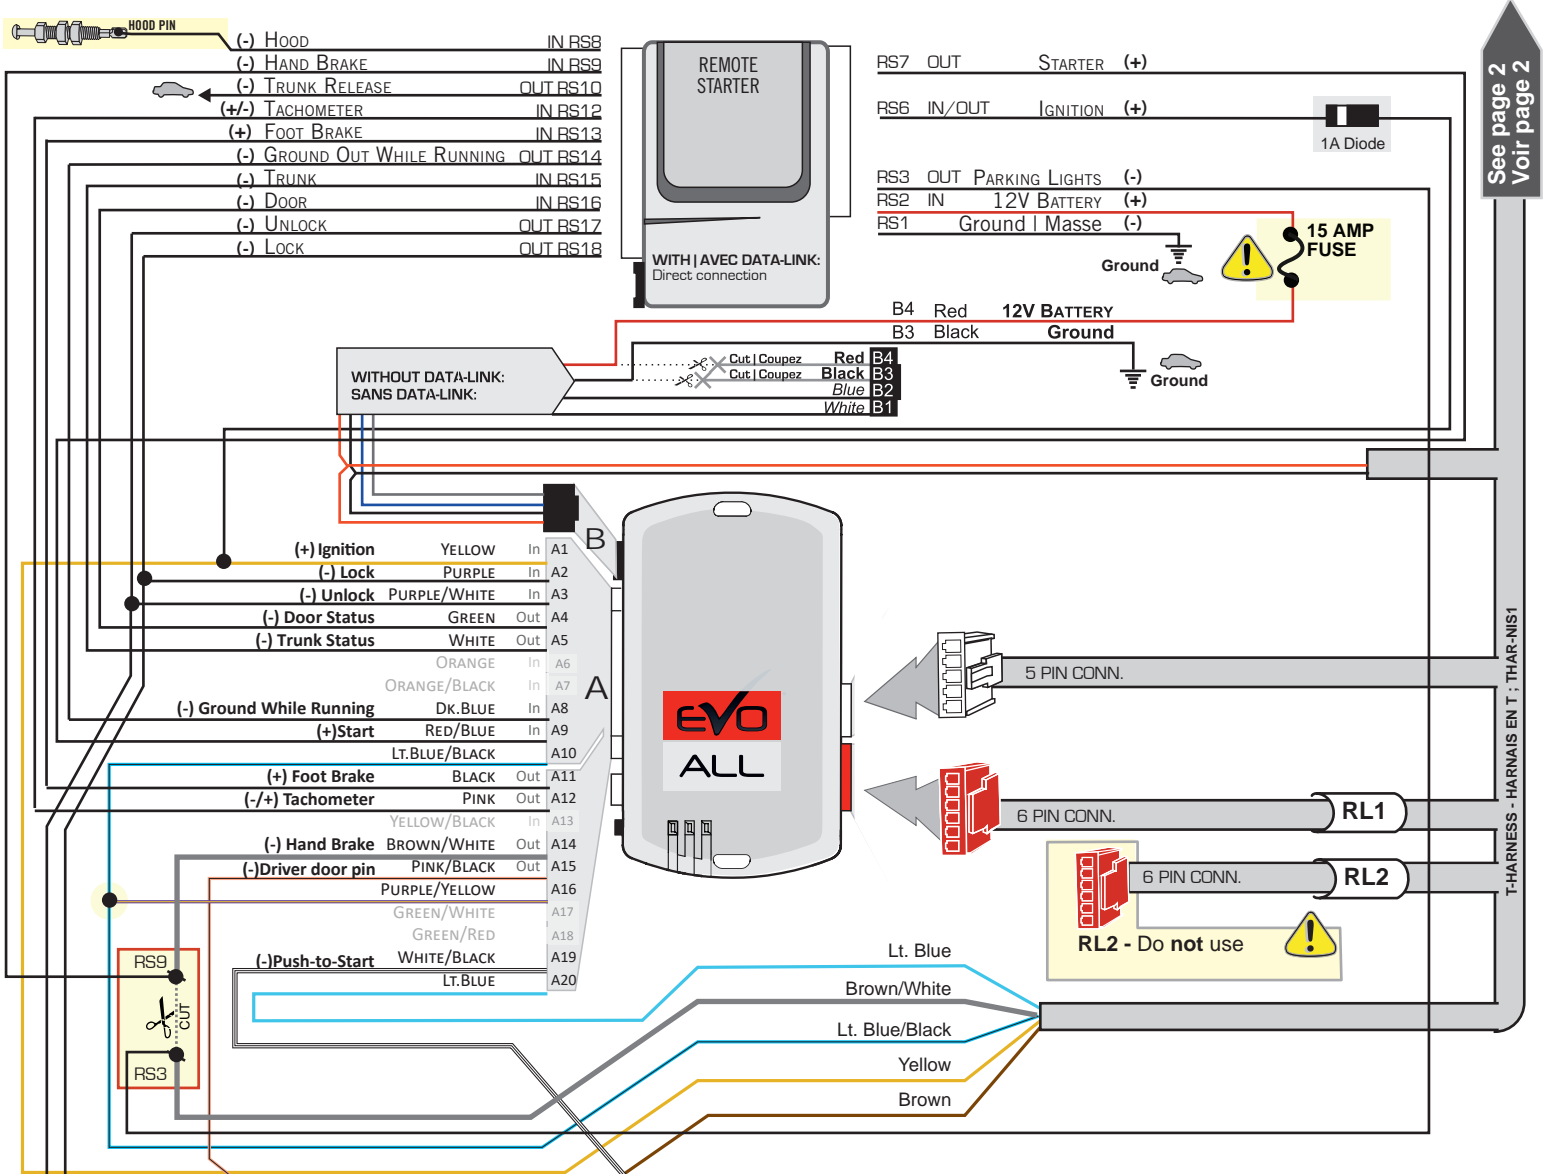 HOOD PIN
(-) HOOD IN RS8
(-) HAND BRAKE IN RS9
(-) TRUNK RELEASE OUT RS10
(+/-) TACHOMETER IN RS12
(+) FOOT BRAKE IN RS13
(-) GROUND OUT WHILE RUNNING OUT RS14
(-) TRUNK IN RS15
(-) DOOR IN RS16
(-) UNLOCK OUT RS17
(-) LOCK OUT RS18
REMOTE
STARTER
WITH | AVEC DATA-LINK:
Direct connection
RS7 OUT STARTER (+)
RS6 IN/OUT IGNITION (+)
1A Diode
RS3 OUT PARKING LIGHTS (-)
RS2 IN 12V BATTERY (+)
RS1 Ground | Masse (-)
Ground
15 AMP
FUSE
See page 2
Voir page 2
B4 Red 12V BATTERY
B3 Black Ground
Ground
WITHOUT DATA-LINK:
SANS DATA-LINK:
Cut | Coupez Red B4
Cut | Coupez Black B3
Blue B2
White B1
B
A
(+) Ignition YELLOW In A1
(-) Lock PURPLE In A2
(-) Unlock PURPLE/WHITE In A3
(-) Door Status GREEN Out A4
(-) Trunk Status WHITE Out A5
ORANGE In A6
ORANGE/BLACK In A7
(-) Ground While Running DK.BLUE In A8
(+)Start RED/BLUE In A9
LT.BLUE/BLACK A10
(+) Foot Brake BLACK Out A11
(-/+) Tachometer PINK Out A12
YELLOW/BLACK In A13
(-) Hand Brake BROWN/WHITE Out A14
(-)Driver door pin PINK/BLACK Out A15
PURPLE/YELLOW A16
GREEN/WHITE A17
GREEN/RED A18
(-)Push-to-Start WHITE/BLACK A19
LT.BLUE A20
EVO
ALL
5 PIN CONN.
6 PIN CONN. RL1
6 PIN CONN. RL2
RL2 - Do not use
T-HARNESS - HARNAIS EN T ; THAR-NIS1
RS9
CUT
RS3
Lt. Blue
Brown/White
Lt. Blue/Black
Yellow
Brown